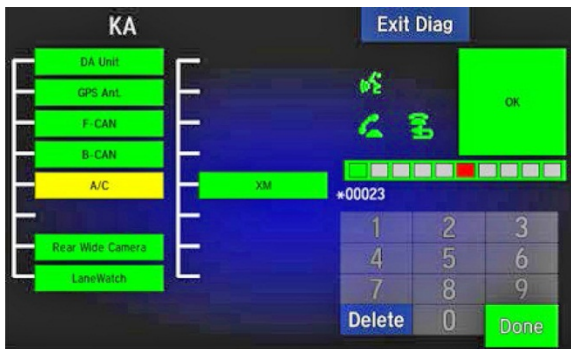 KA
Exit Diag
DA Unit
GPS Ant.
F-CAN
B-CAN
A/C
Rear Wide Camera
LaneWatch
XM
OK
*00023
1 2 3
4 5 6
7 8 9
Delete 0 Done